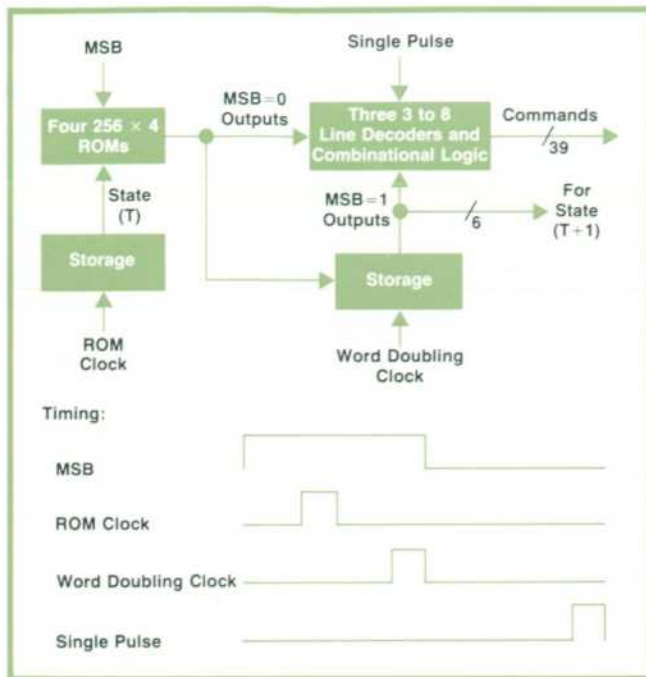 MSB
Single Pulse
Four 256 × 4
ROMs
MSB=0
Outputs
Three 3 to 8
Line Decoders and
Combinational Logic
Commands
39
State
(T)
MSB=1
Outputs
6
For
State
(T+1)
Storage
Storage
ROM
Clock
Word Doubling
Clock
Timing:
MSB
ROM Clock
Word Doubling Clock
Single Pulse